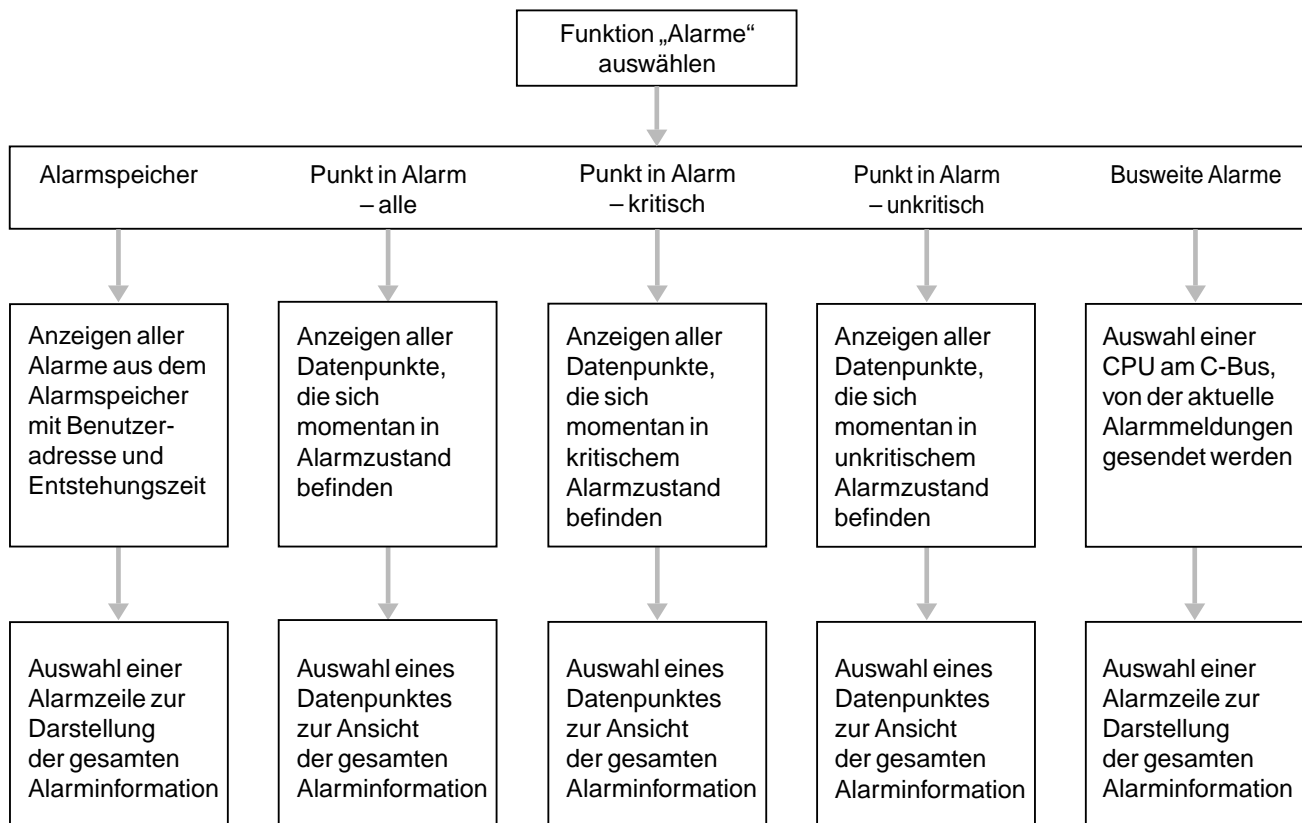 Funktion „Alarme“
auswählen
Alarmspeicher
Punkt in Alarm
– alle
Punkt in Alarm
– kritisch
Punkt in Alarm
– unkritisch
Busweite Alarme
Anzeigen aller
Alarme aus dem
Alarmspeicher
mit Benutzer-
adresse und
Entstehungszeit
Anzeigen aller
Datenpunkte,
die sich
momentan in
Alarmzustand
befinden
Anzeigen aller
Datenpunkte,
die sich
momentan in
kritischem
Alarmzustand
befinden
Anzeigen aller
Datenpunkte,
die sich
momentan in
unkritischem
Alarmzustand
befinden
Auswahl einer
CPU am C-Bus,
von der aktuelle
Alarmmeldungen
gesendet werden
Auswahl einer
Alarmzeile zur
Darstellung
der gesamten
Alarminformation
Auswahl eines
Datenpunktes
zur Ansicht
der gesamten
Alarminformation
Auswahl eines
Datenpunktes
zur Ansicht
der gesamten
Alarminformation
Auswahl eines
Datenpunktes
zur Ansicht
der gesamten
Alarminformation
Auswahl einer
Alarmzeile zur
Darstellung
der gesamten
Alarminformation